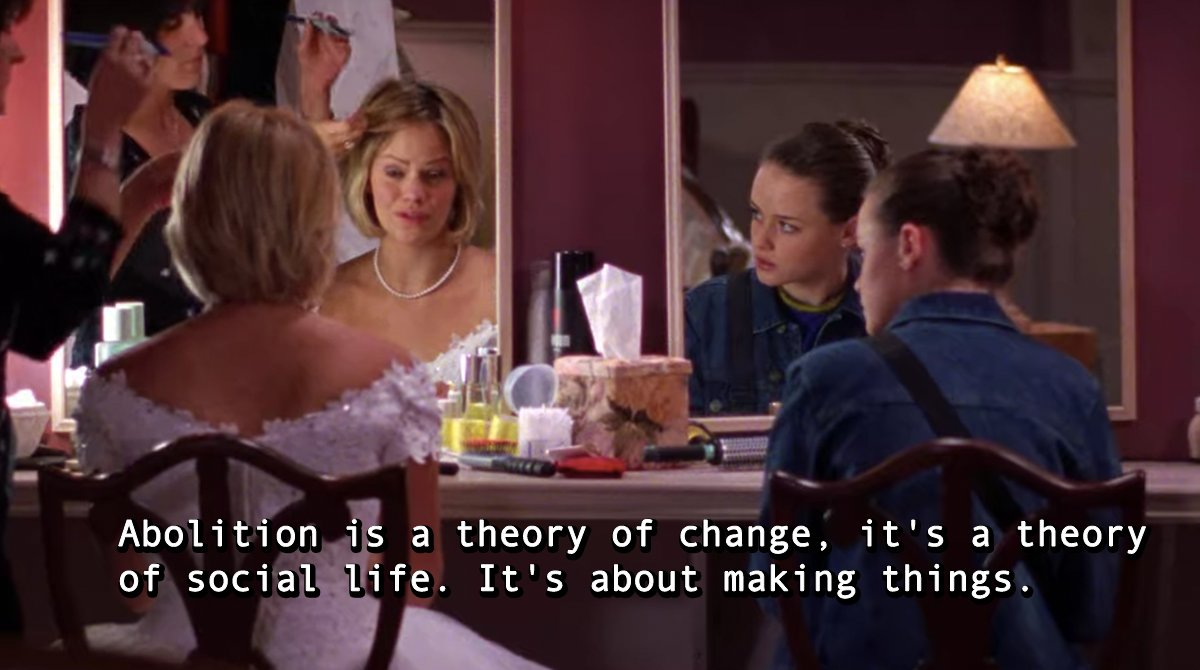 Abolition is a theory of change, it's a theory
of social life. It's about making things.